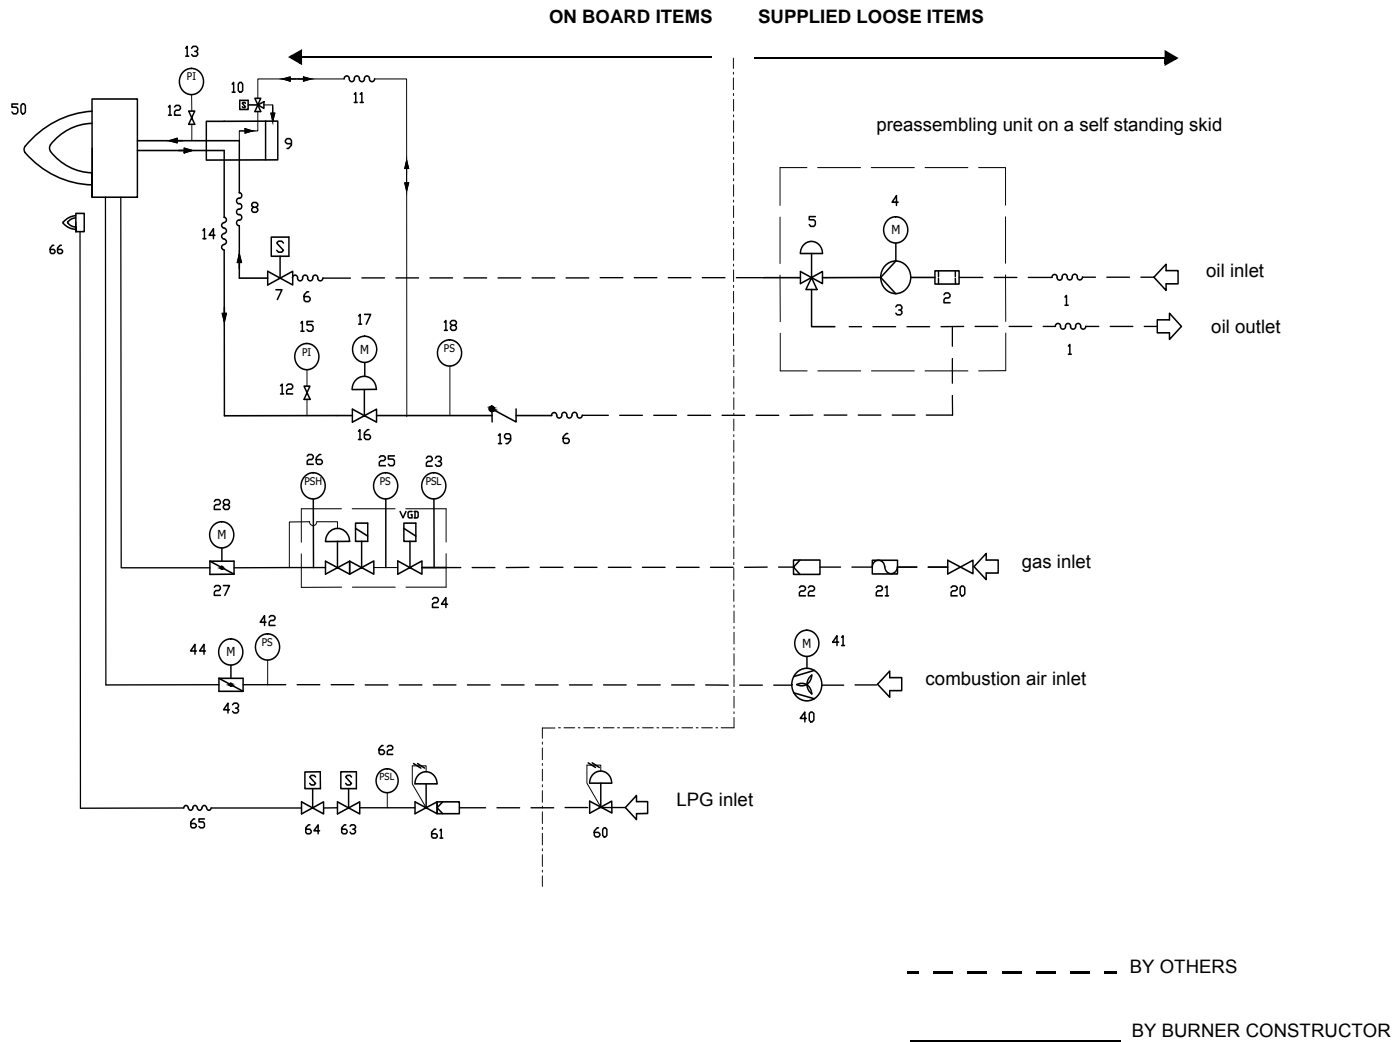 ON BOARD ITEMS SUPPLIED LOOSE ITEMS
13
PI
10
S
11
12
50
9
preassembling unit on a self standing skid
8
14
66
S
7
6
5
4
M
3
2
1
oil inlet
1
oil outlet
15
PI
12
17
M
16
18
PS
19
6
26
PSH
25
PS
23
PSL
VGD
28
M
27
24
22
21
20
gas inlet
44
M
43
42
PS
M
41
40
combustion air inlet
65
S
64
S
63
62
PSL
61
60
LPG inlet
BY OTHERS
BY BURNER CONSTRUCTOR